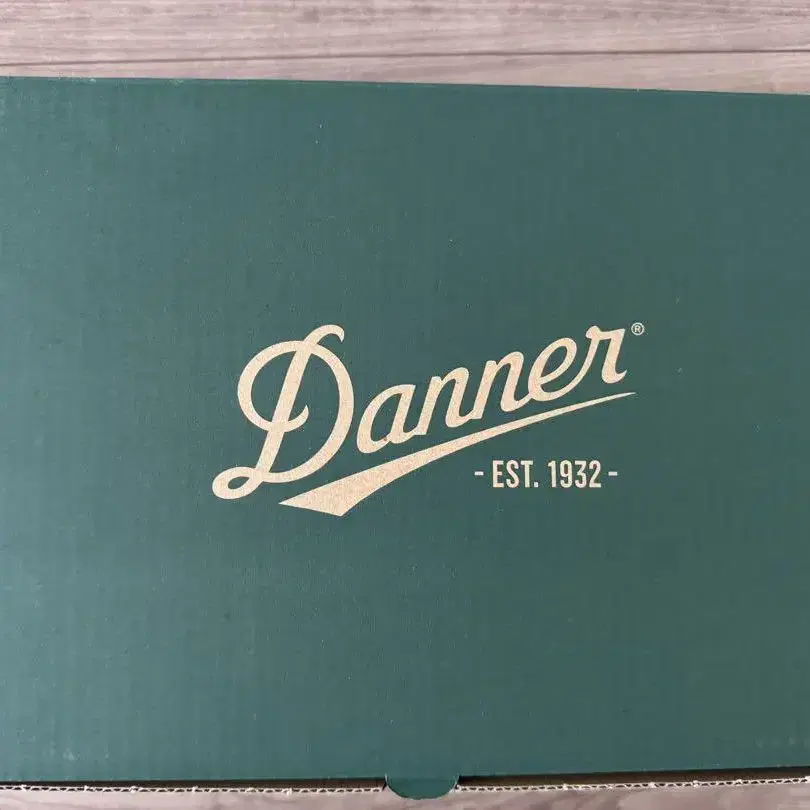 Danner®
- EST. 1932 -